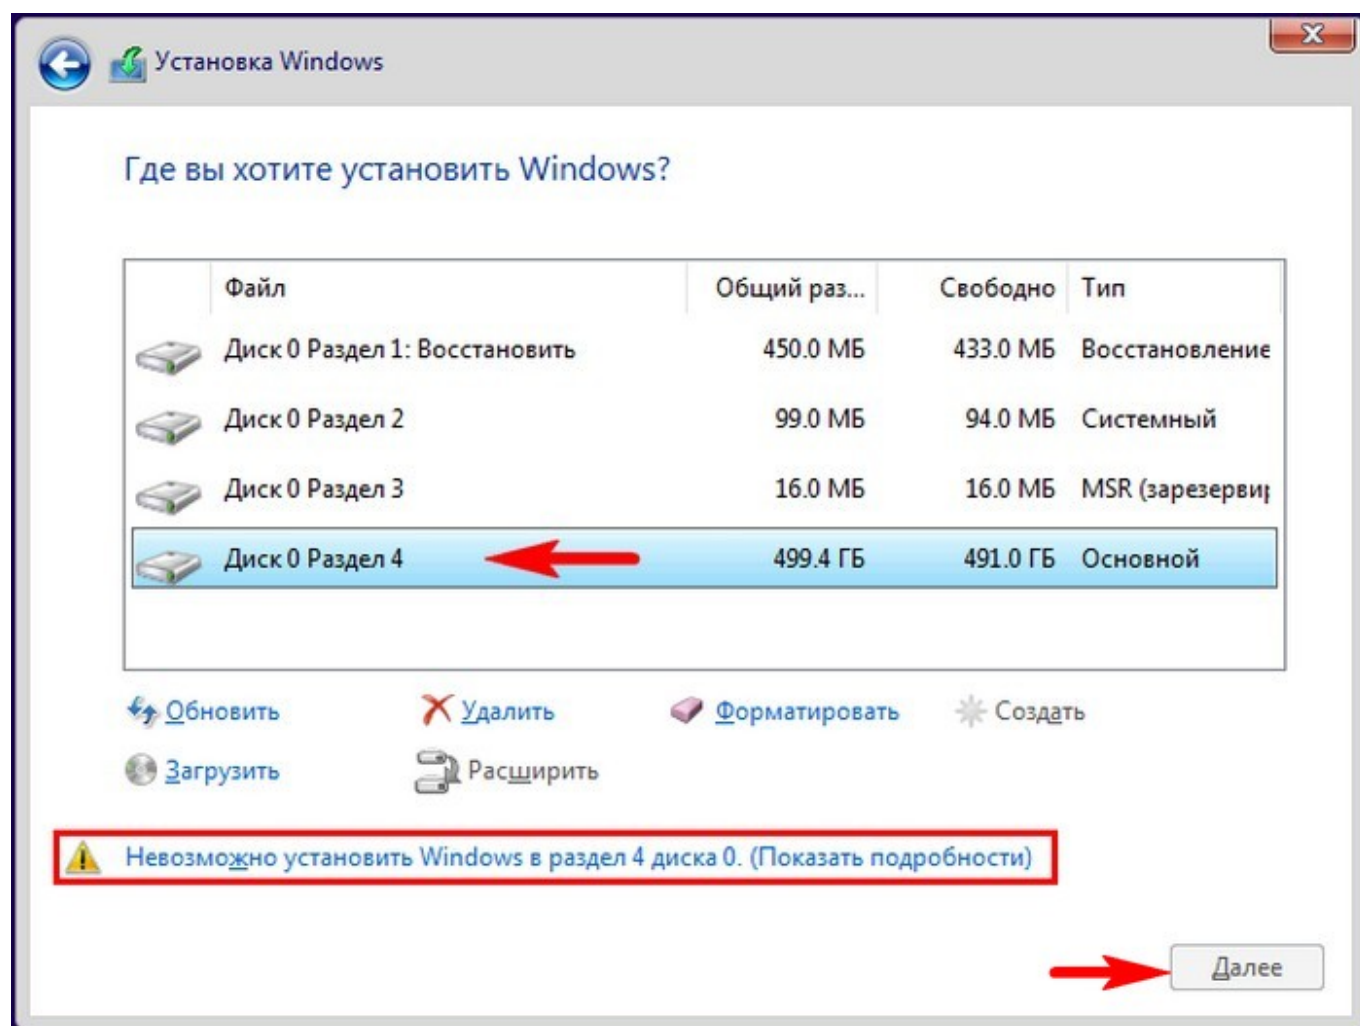 Установка Windows
Где вы хотите установить Windows?
Файл Общий раз... Свободно Тип
Диск 0 Раздел 1: Восстановить 450.0 МБ 433.0 МБ Восстановление
Диск 0 Раздел 2 99.0 МБ 94.0 МБ Системный
Диск 0 Раздел 3 16.0 МБ 16.0 МБ MSR (зарезервир
Диск 0 Раздел 4 499.4 ГБ 491.0 ГБ Основной
Обновить Удалить Форматировать Создать
Загрузить Расширить
Невозможно установить Windows в раздел 4 диска 0. (Показать подробности)
Далее